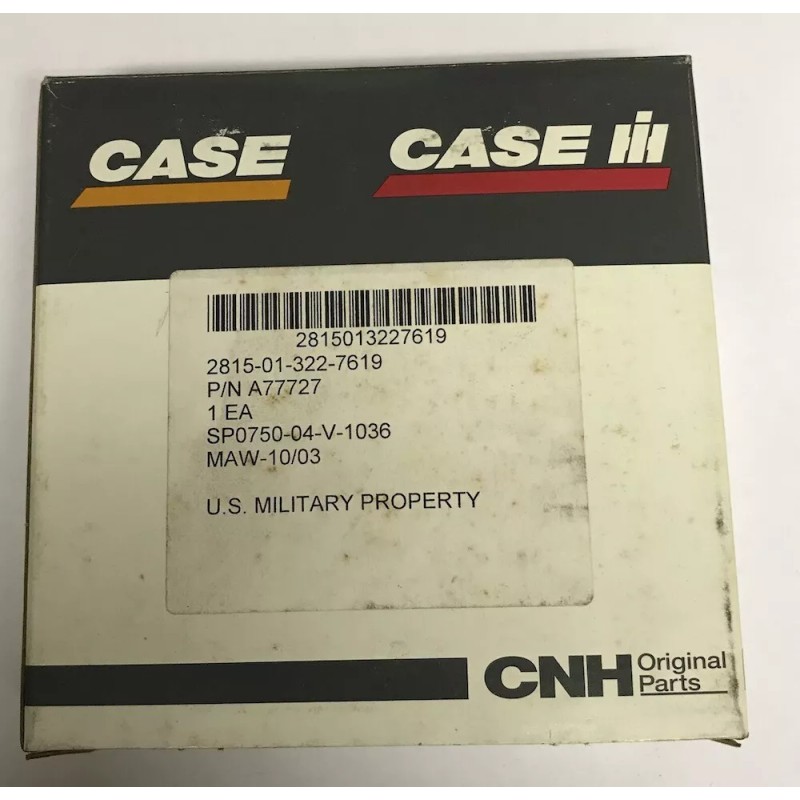 CASE
CASE IH
2815013227619
2815-01-322-7619
P/N A77727
1 EA
SP0750-04-V-1036
MAW-10/03
U.S. MILITARY PROPERTY
CNH Original
Parts